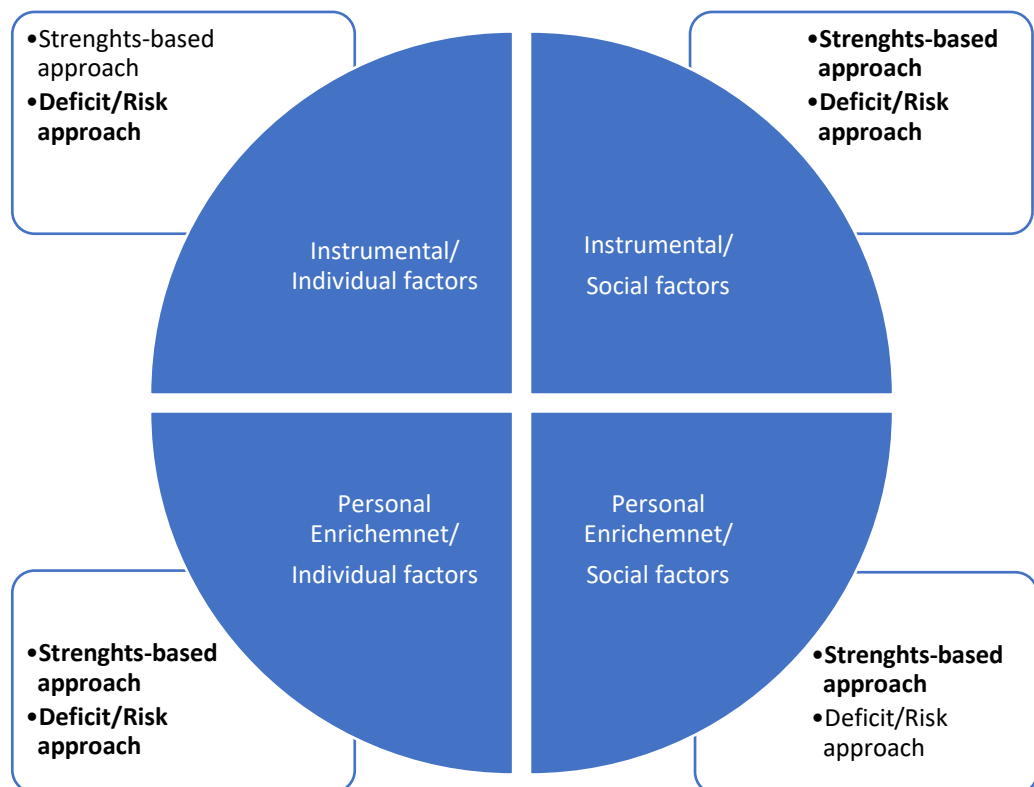 •Strenghts-based
approach
•Deficit/Risk
approach
•Strenghts-based
approach
•Deficit/Risk
approach
Instrumental/
Individual factors
Instrumental/
Social factors
Personal
Enrichemnet/
Individual factors
Personal
Enrichemnet/
Social factors
•Strenghts-based
approach
•Deficit/Risk
approach
•Strenghts-based
approach
•Deficit/Risk
approach